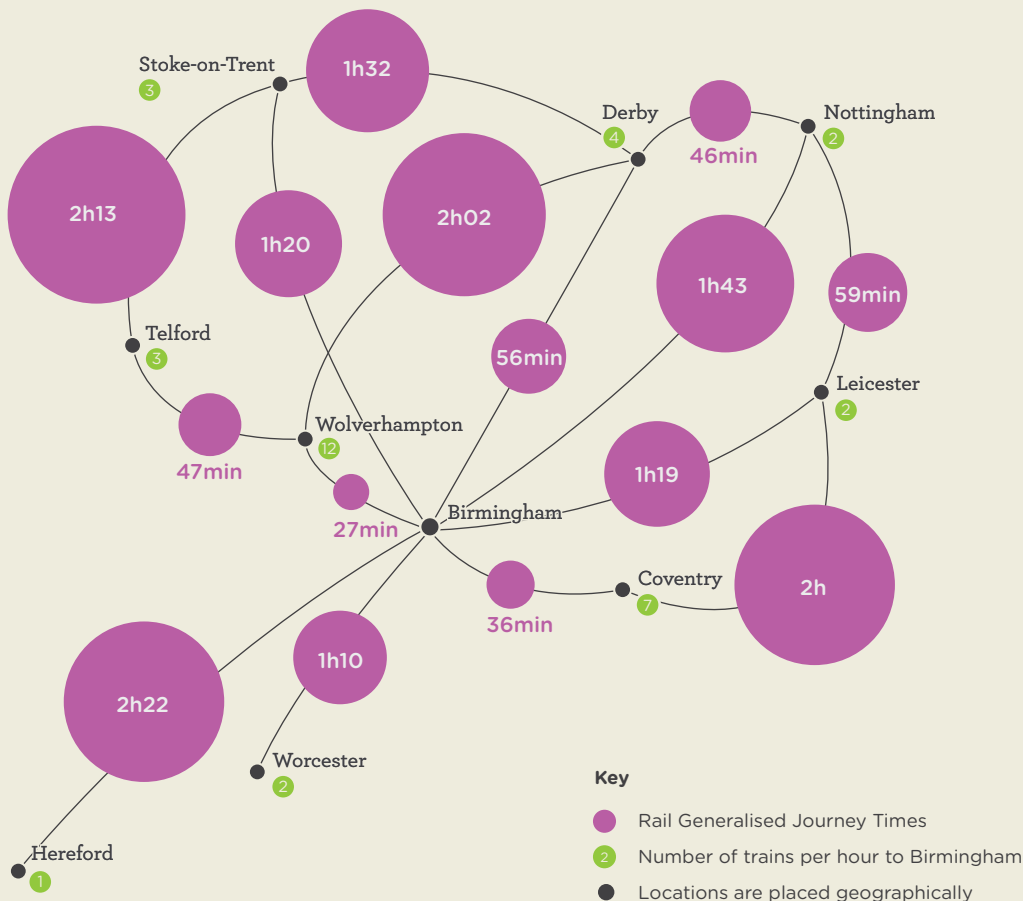 Stoke-on-Trent
3
1h32
Derby
4
46min
Nottingham
2
2h13
1h20
2h02
1h43
59min
Telford
3
56min
Leicester
2
47min
Wolverhampton
12
27min
1h19
Birmingham
36min
Coventry
7
2h
2h22
1h10
Worcester
2
Hereford
1
Key
Rail Generalised Journey Times
2 Number of trains per hour to Birmingham
Locations are placed geographically